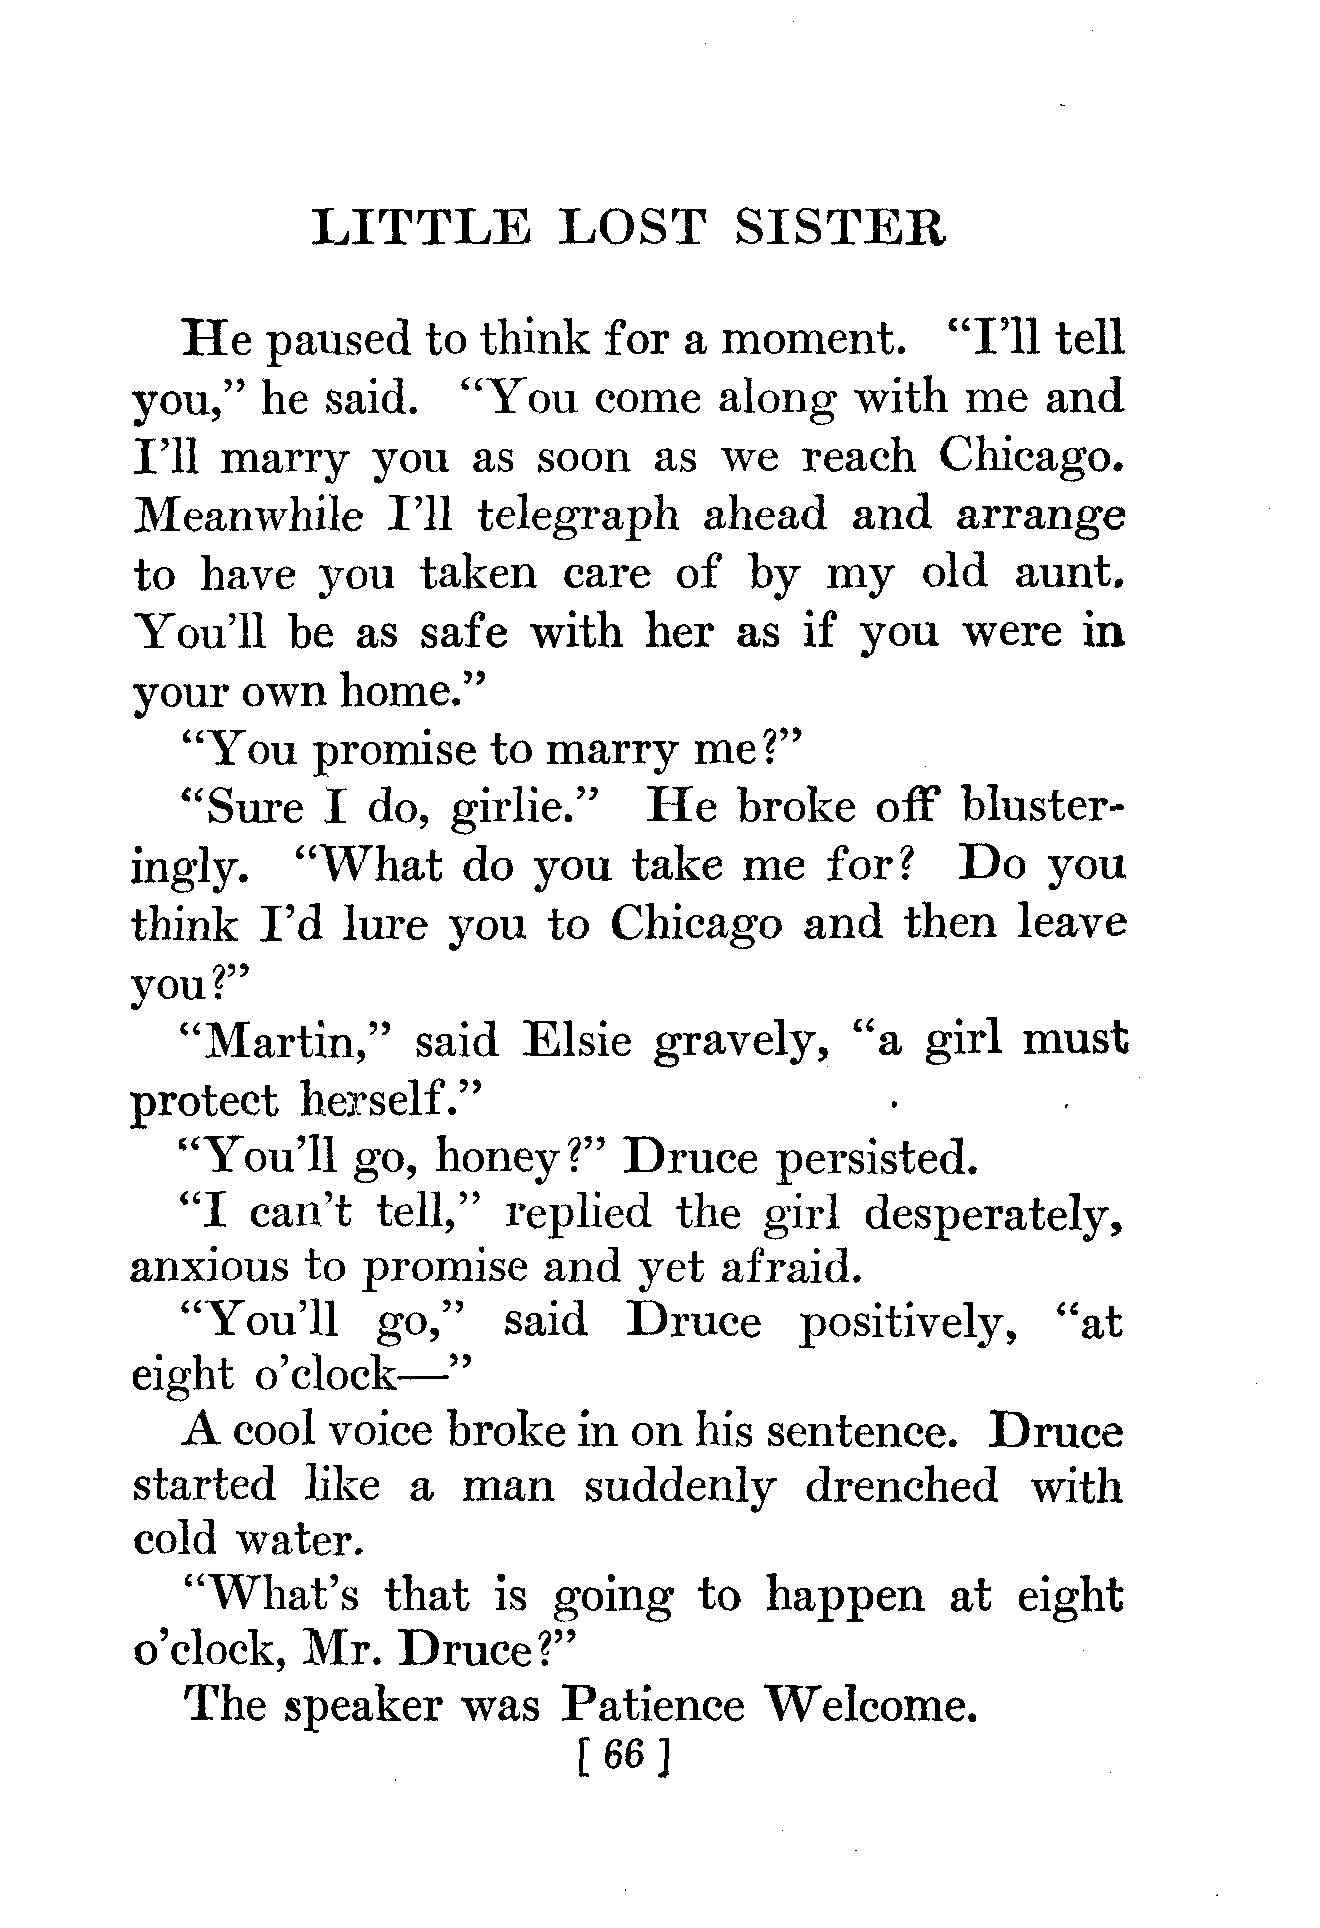 LITTLE LOST SISTER
He paused to think for a moment. “I’ll tell
you,” he said. “You come along with me and
I’ll marry you as soon as we reach Chicago.
Meanwhile I’ll telegraph ahead and arrange
to have you taken care of by my old aunt.
You’ll be as safe with her as if you were in
your own home.”
“You promise to marry me?”
“Sure I do, girlie.” He broke off bluster-
ingly. “What do you take me for? Do you
think I’d lure you to Chicago and then leave
you?”
“Martin,” said Elsie gravely, “a girl must
protect herself.”
“You’ll go, honey?” Druce persisted.
“I can’t tell,” replied the girl desperately,
anxious to promise and yet afraid.
“You’ll go,” said Druce positively, “at
eight o’clock—”
A cool voice broke in on his sentence. Druce
started like a man suddenly drenched with
cold water.
“What’s that is going to happen at eight
o’clock, Mr. Druce?”
The speaker was Patience Welcome.
[ 66 ]